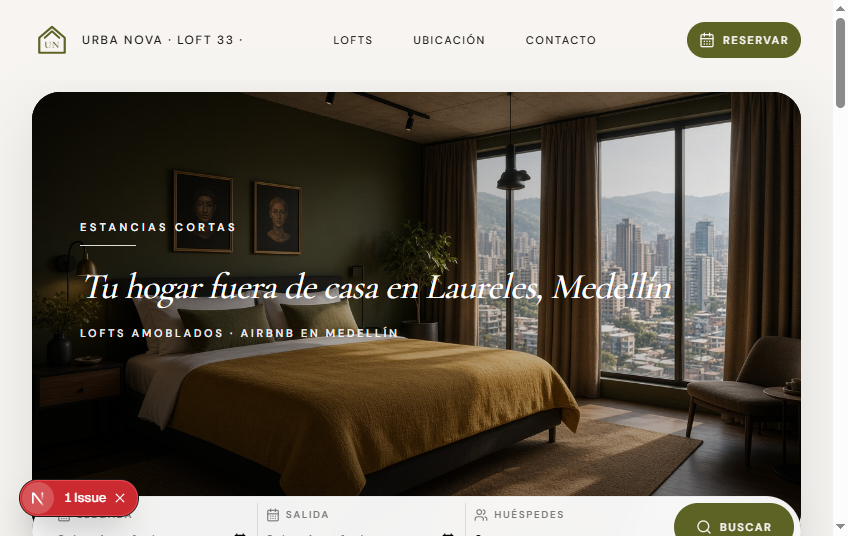 UN
URBA NOVA · LOFT 33 ·
LOFTS
UBICACIÓN
CONTACTO
RESERVAR
ESTANCIAS CORTAS
Tu hogar fuera de casa en Laureles, Medellín
LOFTS AMOBLADOS · AIRBNB EN MEDELLÍN
N
1 Issue
SALIDA
HUÉSPEDES
BUSCAR